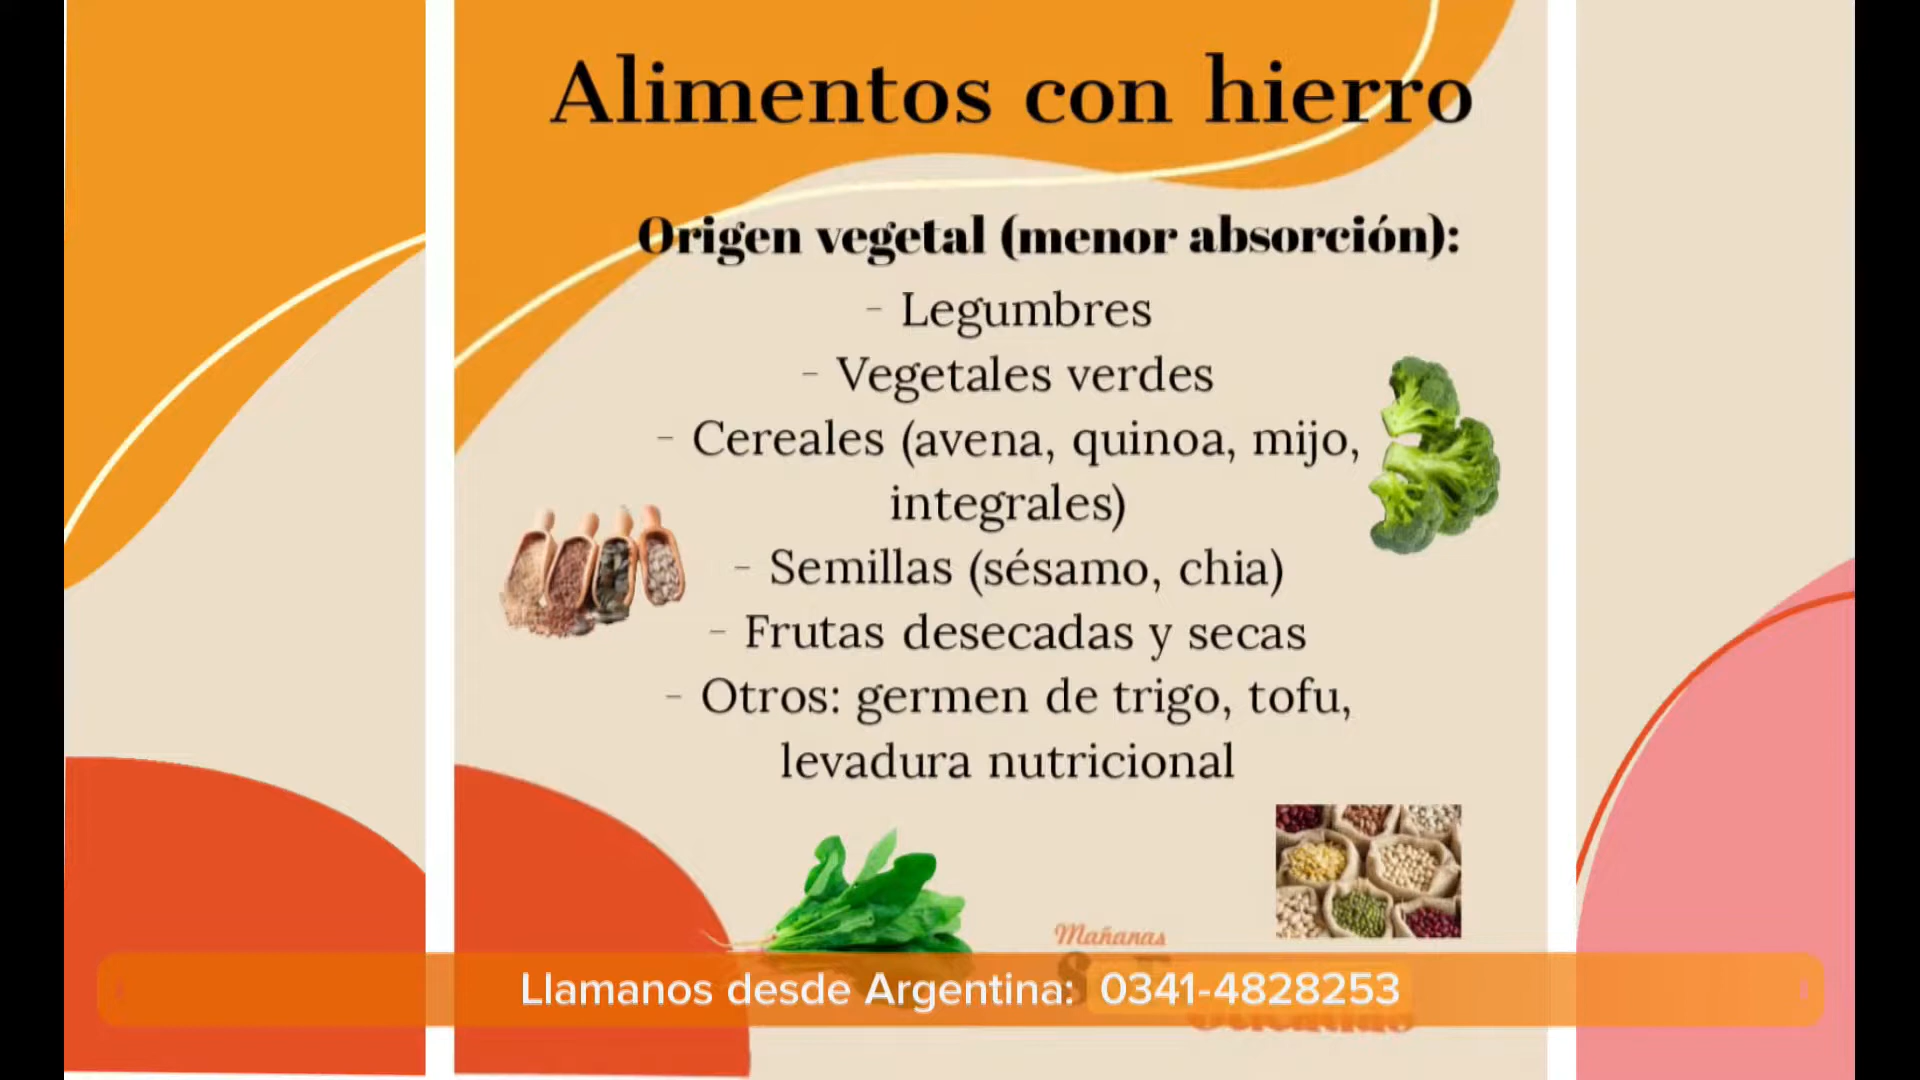 Alimentos con hierro
Origen vegetal (menor absorción):
- Legumbres
- Vegetales verdes
- Cereales (avena, quinoa, mijo,
integrales)
- Semillas (sésamo, chia)
- Frutas desecadas y secas
- Otros: germen de trigo, tofu,
levadura nutricional
Mañanas
Llamanos desde Argentina: 0341-4828253